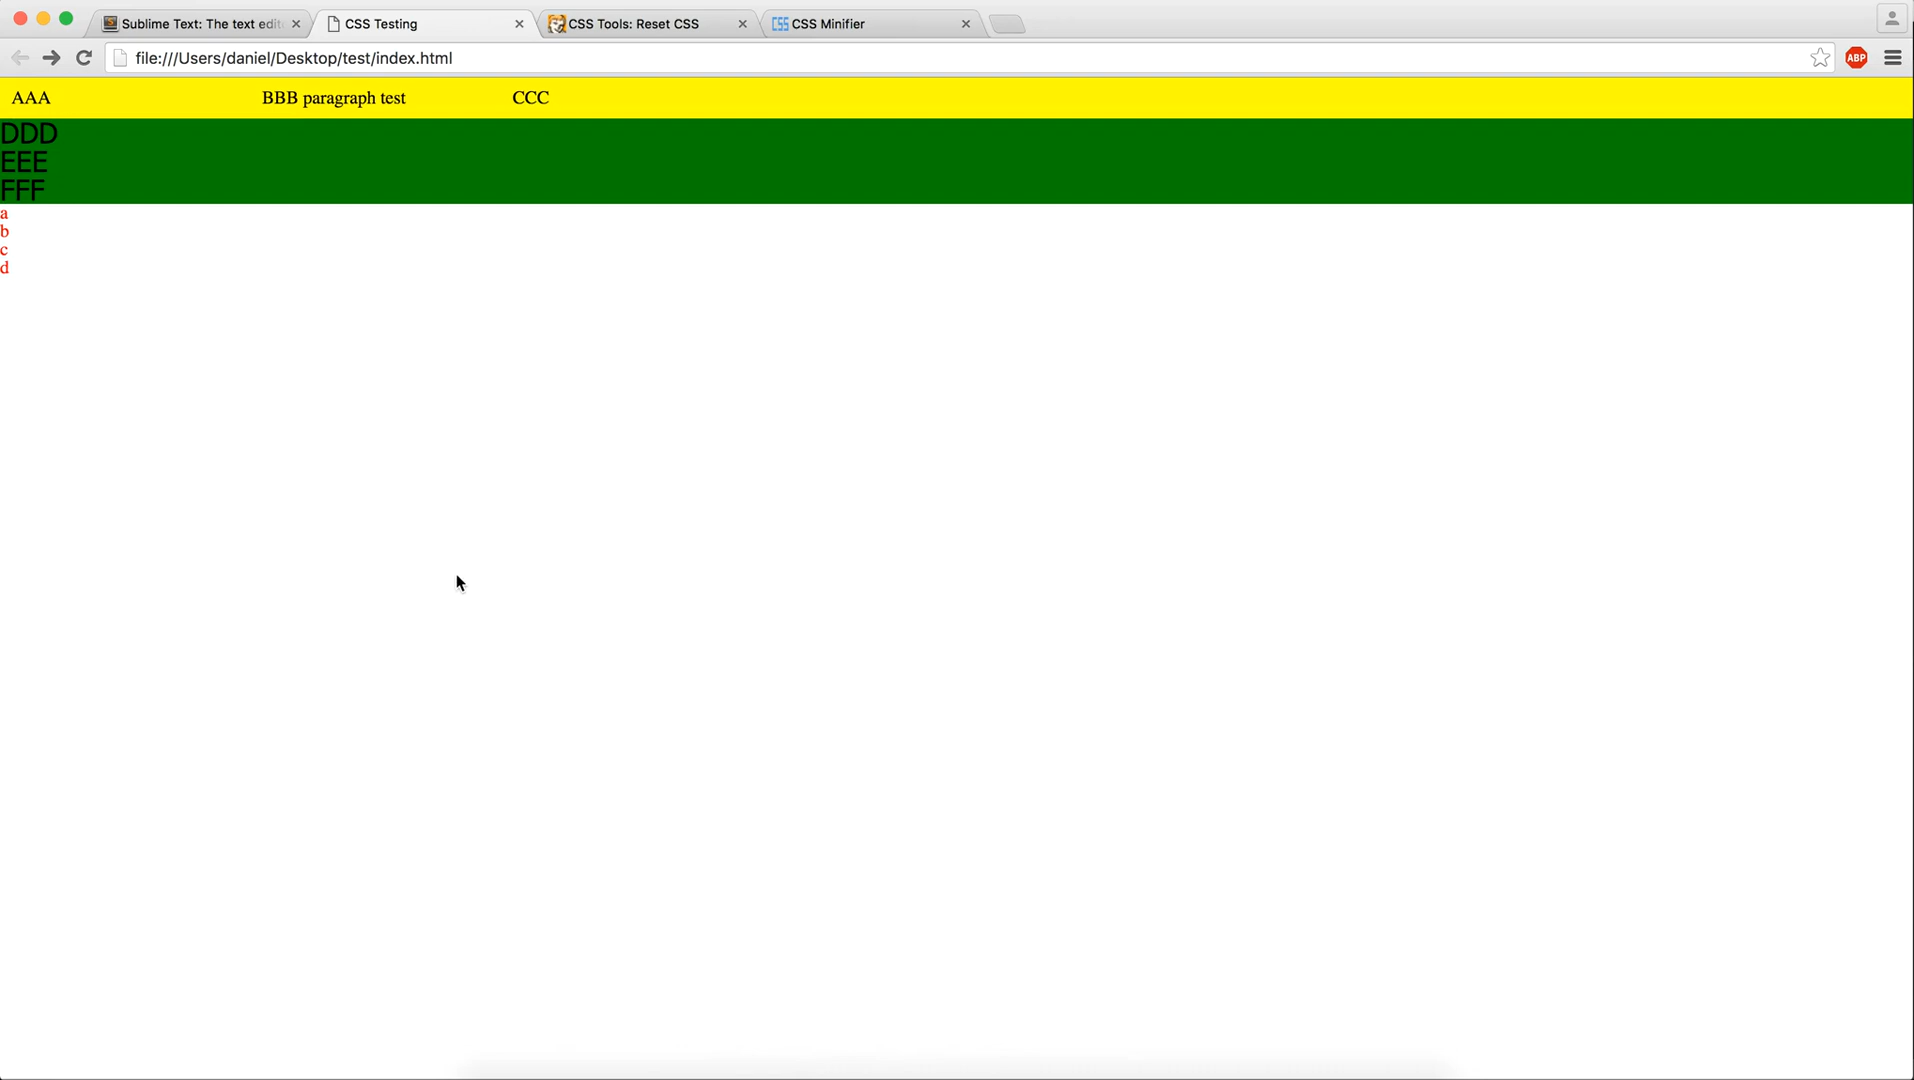 Sublime Text: The text edit
CSS Testing
CSS Tools: Reset CSS
CSS Minifier
file:///Users/daniel/Desktop/test/index.html
ABP
AAA BBB paragraph test CCC
DDD
EEE
FFF
a
b
c
d